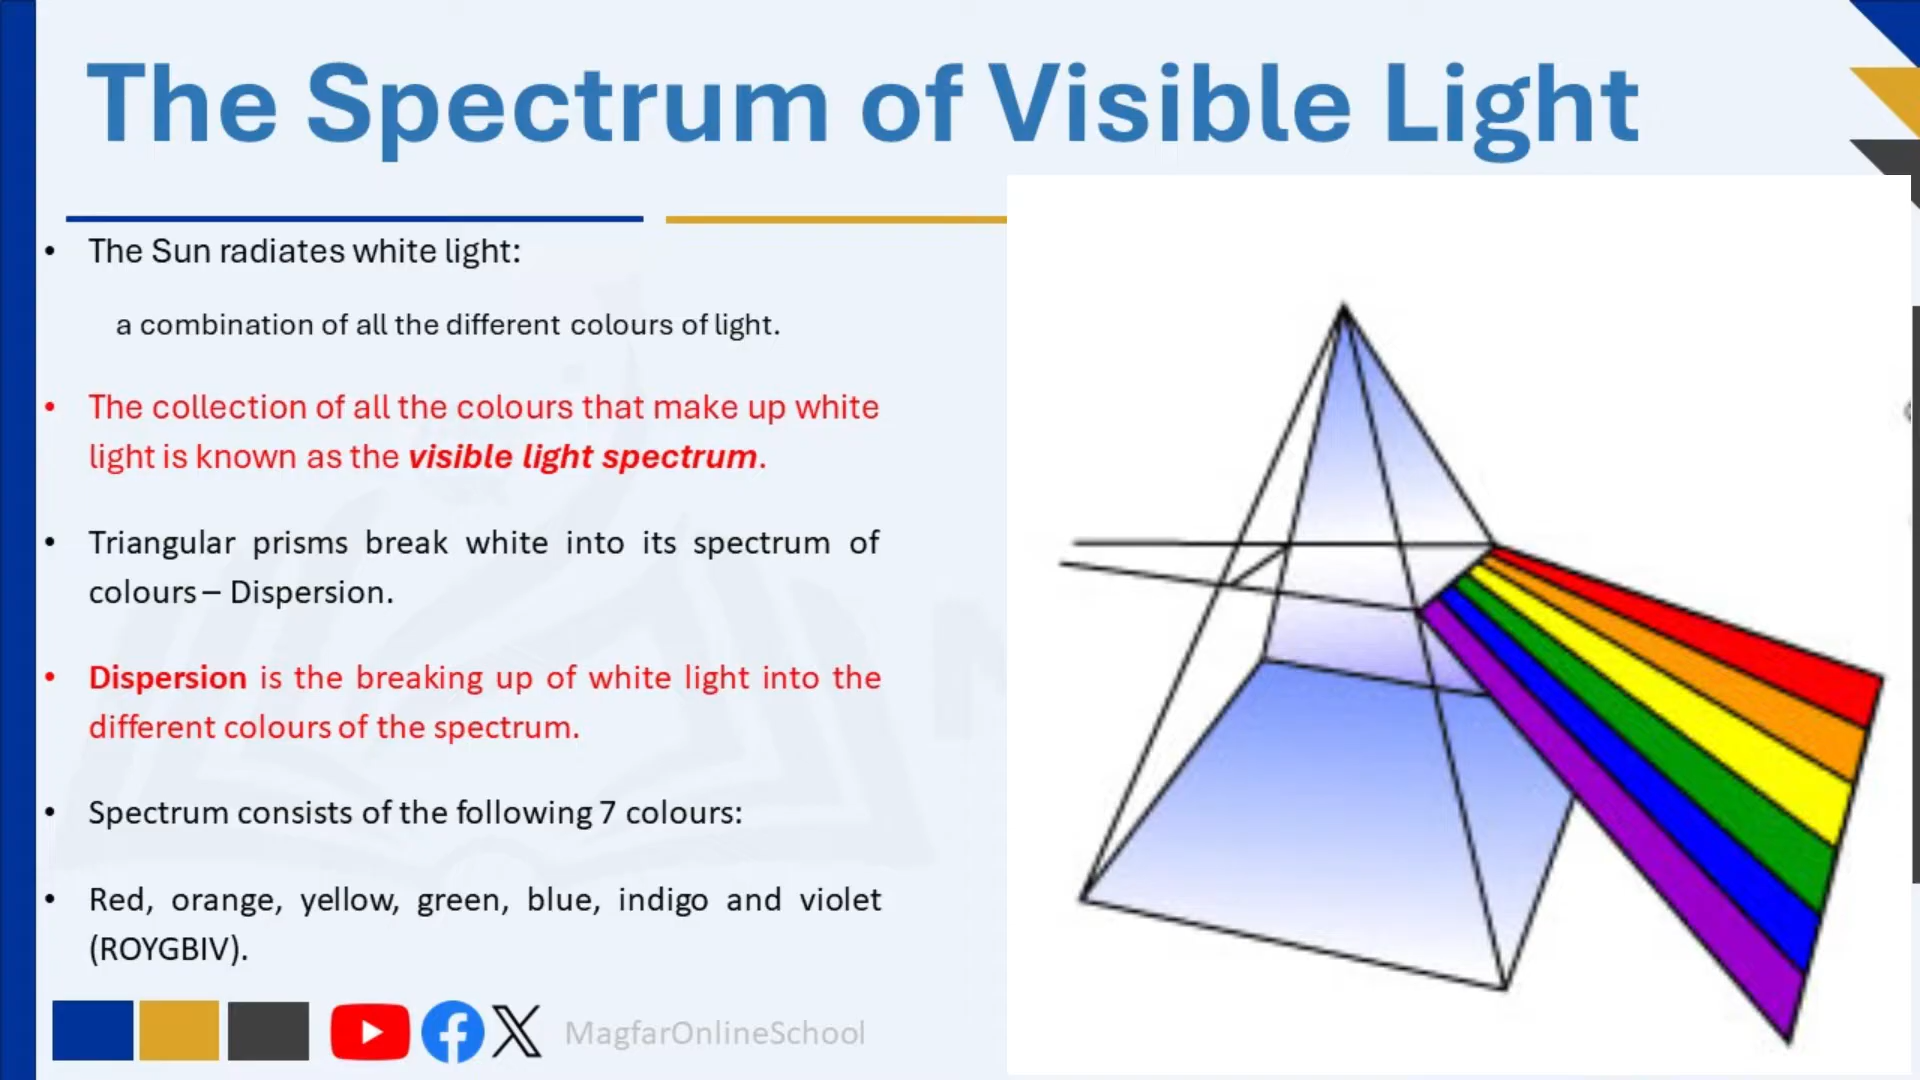 The Spectrum of Visible Light
• The Sun radiates white light:
a combination of all the different colours of light.
• The collection of all the colours that make up white
light is known as the visible light spectrum.
• Triangular prisms break white into its spectrum of
colours – Dispersion.
• Dispersion is the breaking up of white light into the
different colours of the spectrum.
• Spectrum consists of the following 7 colours:
• Red, orange, yellow, green, blue, indigo and violet
(ROYGBIV).
MagfarOnlineSchool